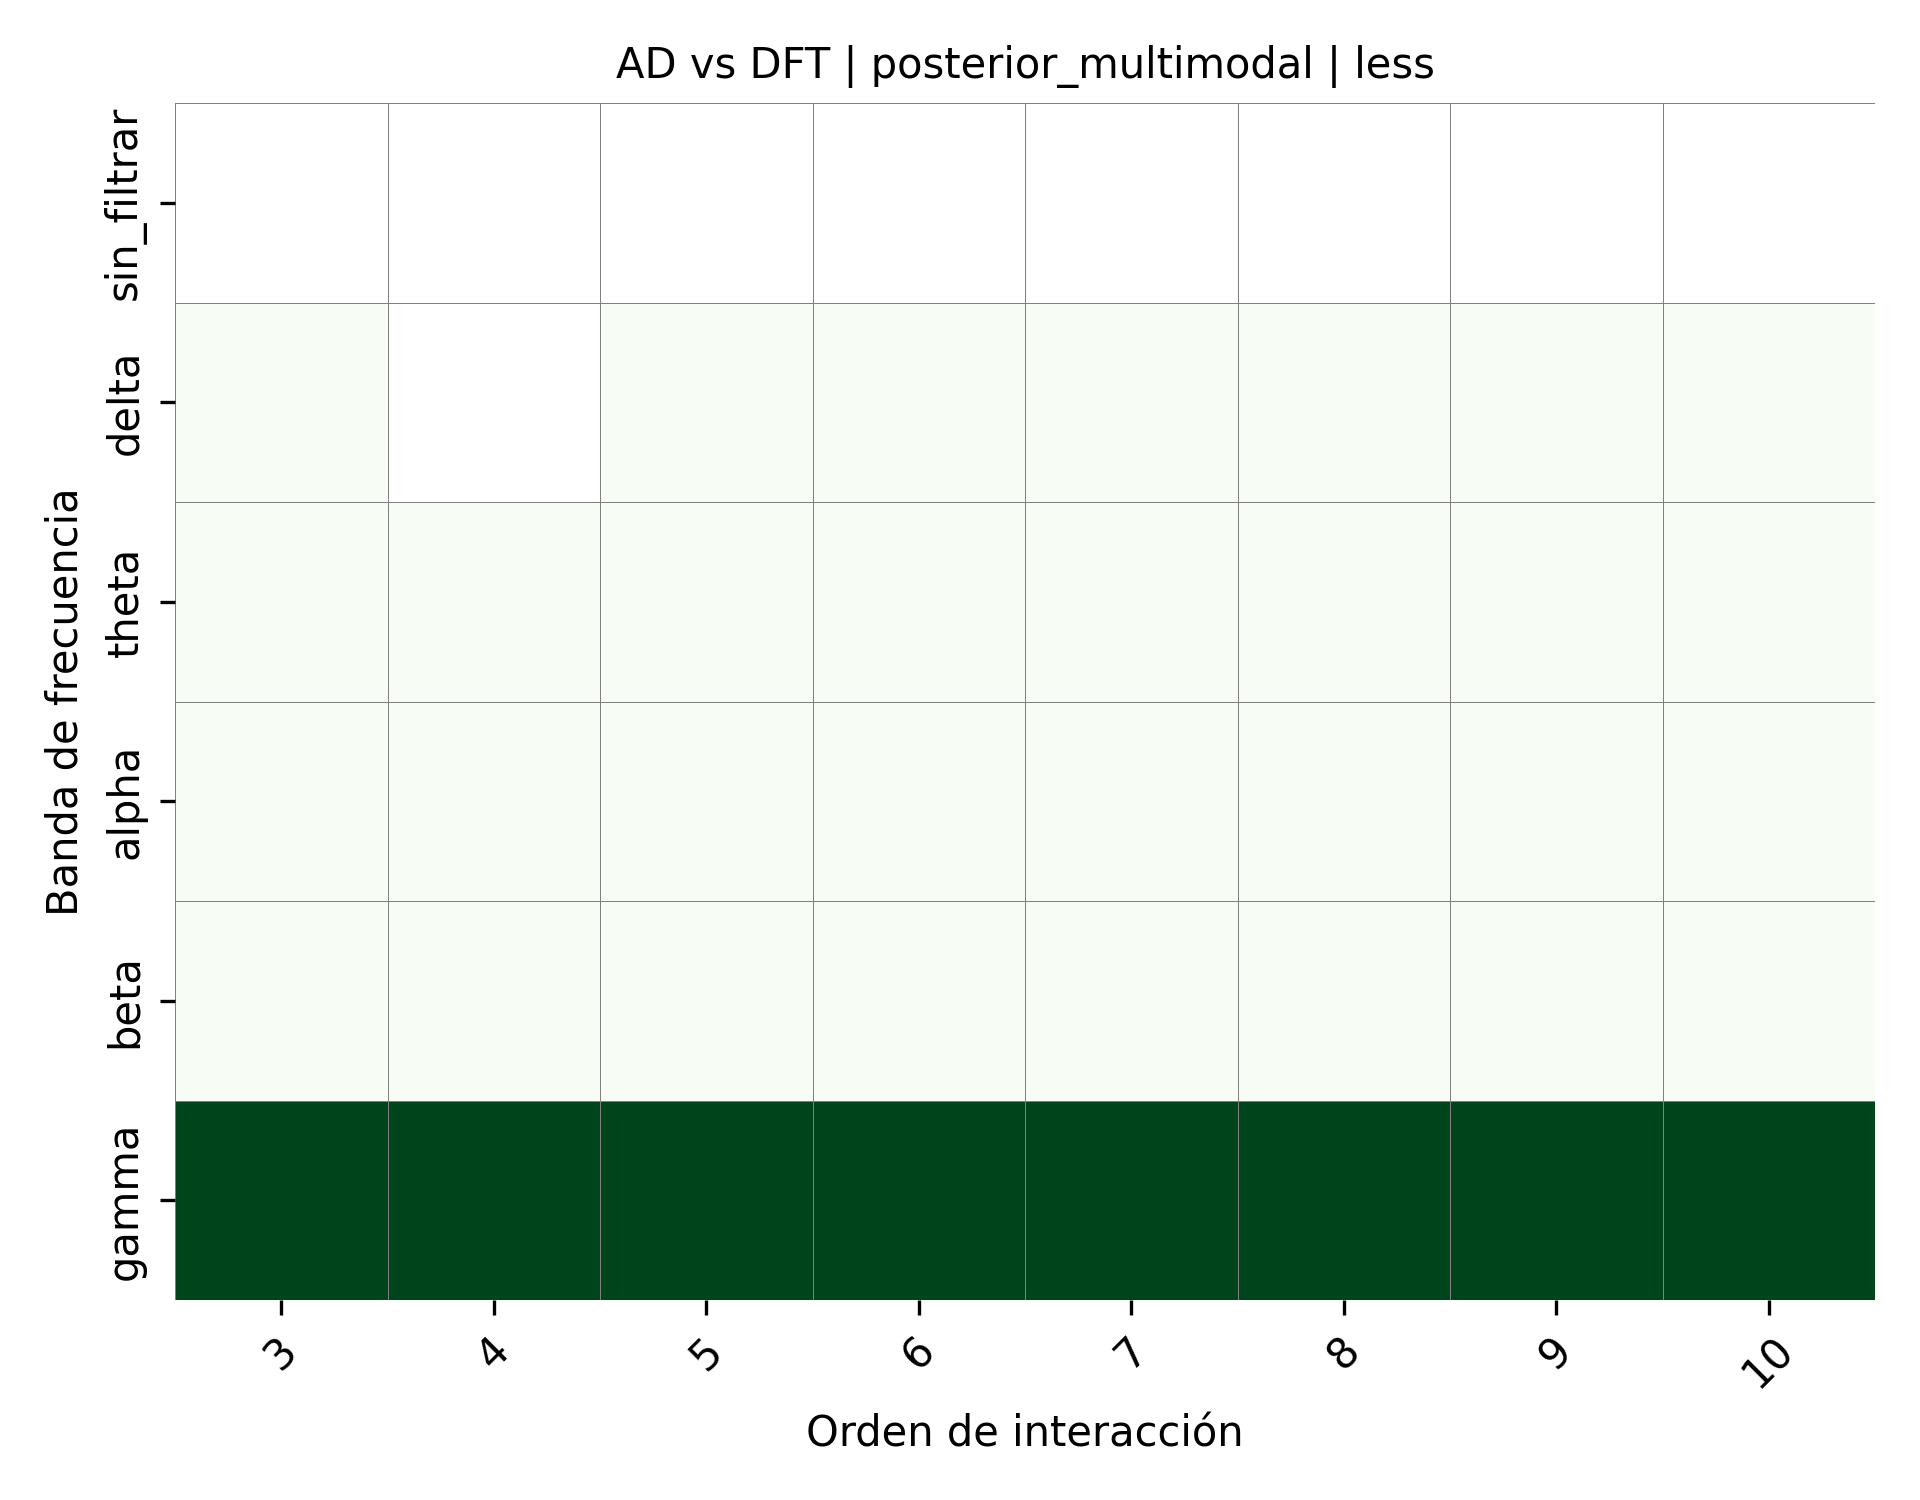 AD vs DFT | posterior_multimodal | less
Banda de frecuencia
sin_filtrar
delta
theta
alpha
beta
gamma
3 4 5 6 7 8 9 10
Orden de interacción